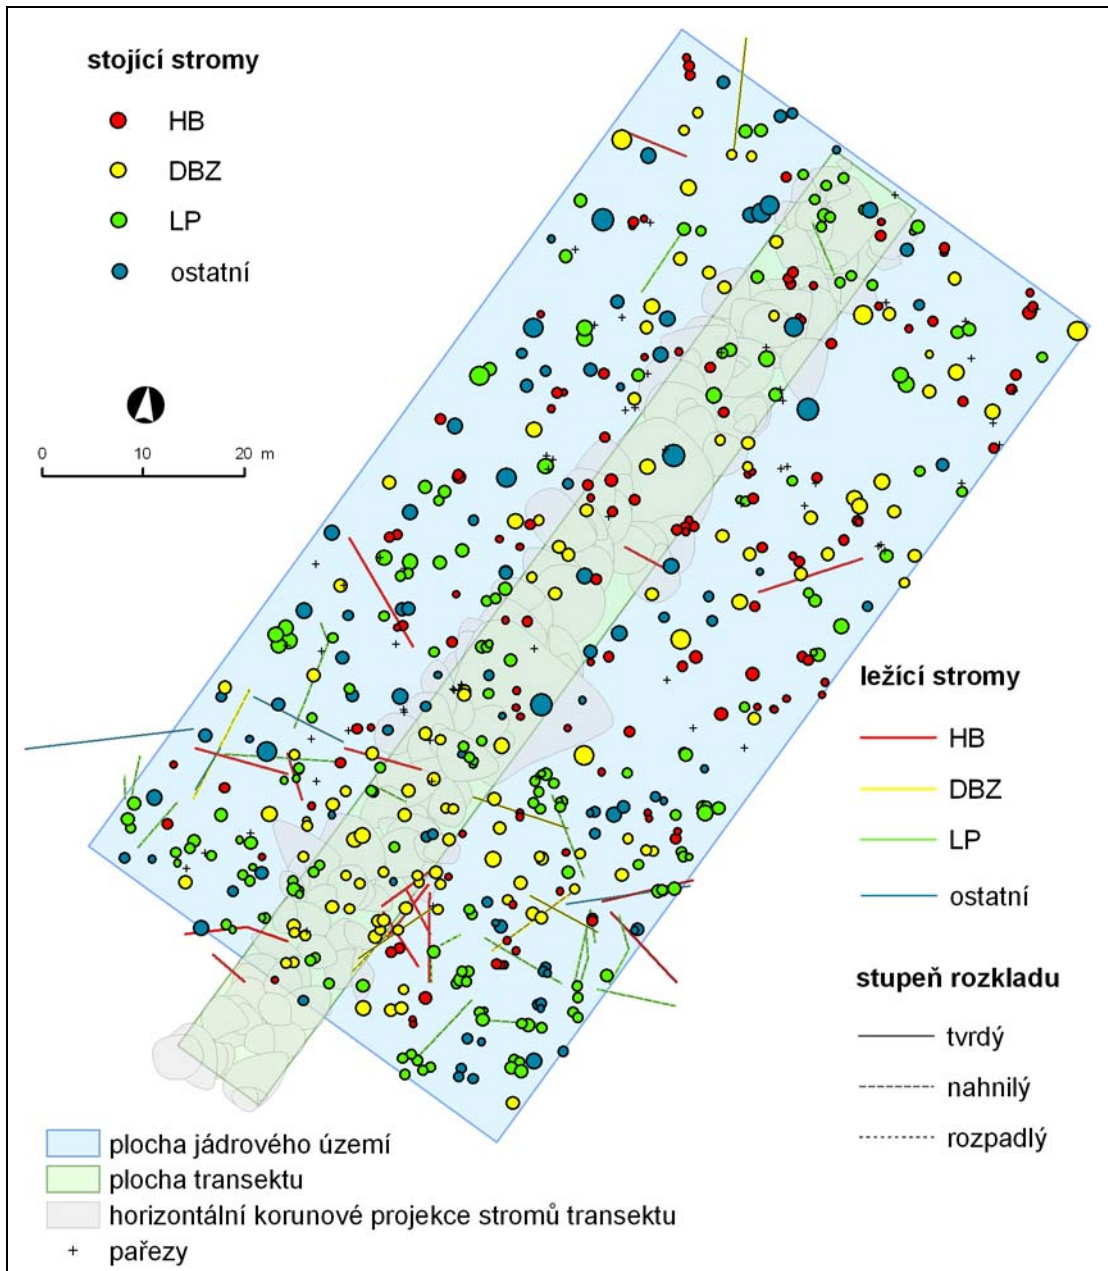 stojící stromy
HB
DBZ
LP
ostatní
0 10 20 m
ležící stromy
HB
DBZ
LP
ostatní
stupeň rozkladu
tvrdý
nahnilý
rozpadlý
plocha jádrového území
plocha transektu
horizontální korunové projekce stromů transektu
pařezy